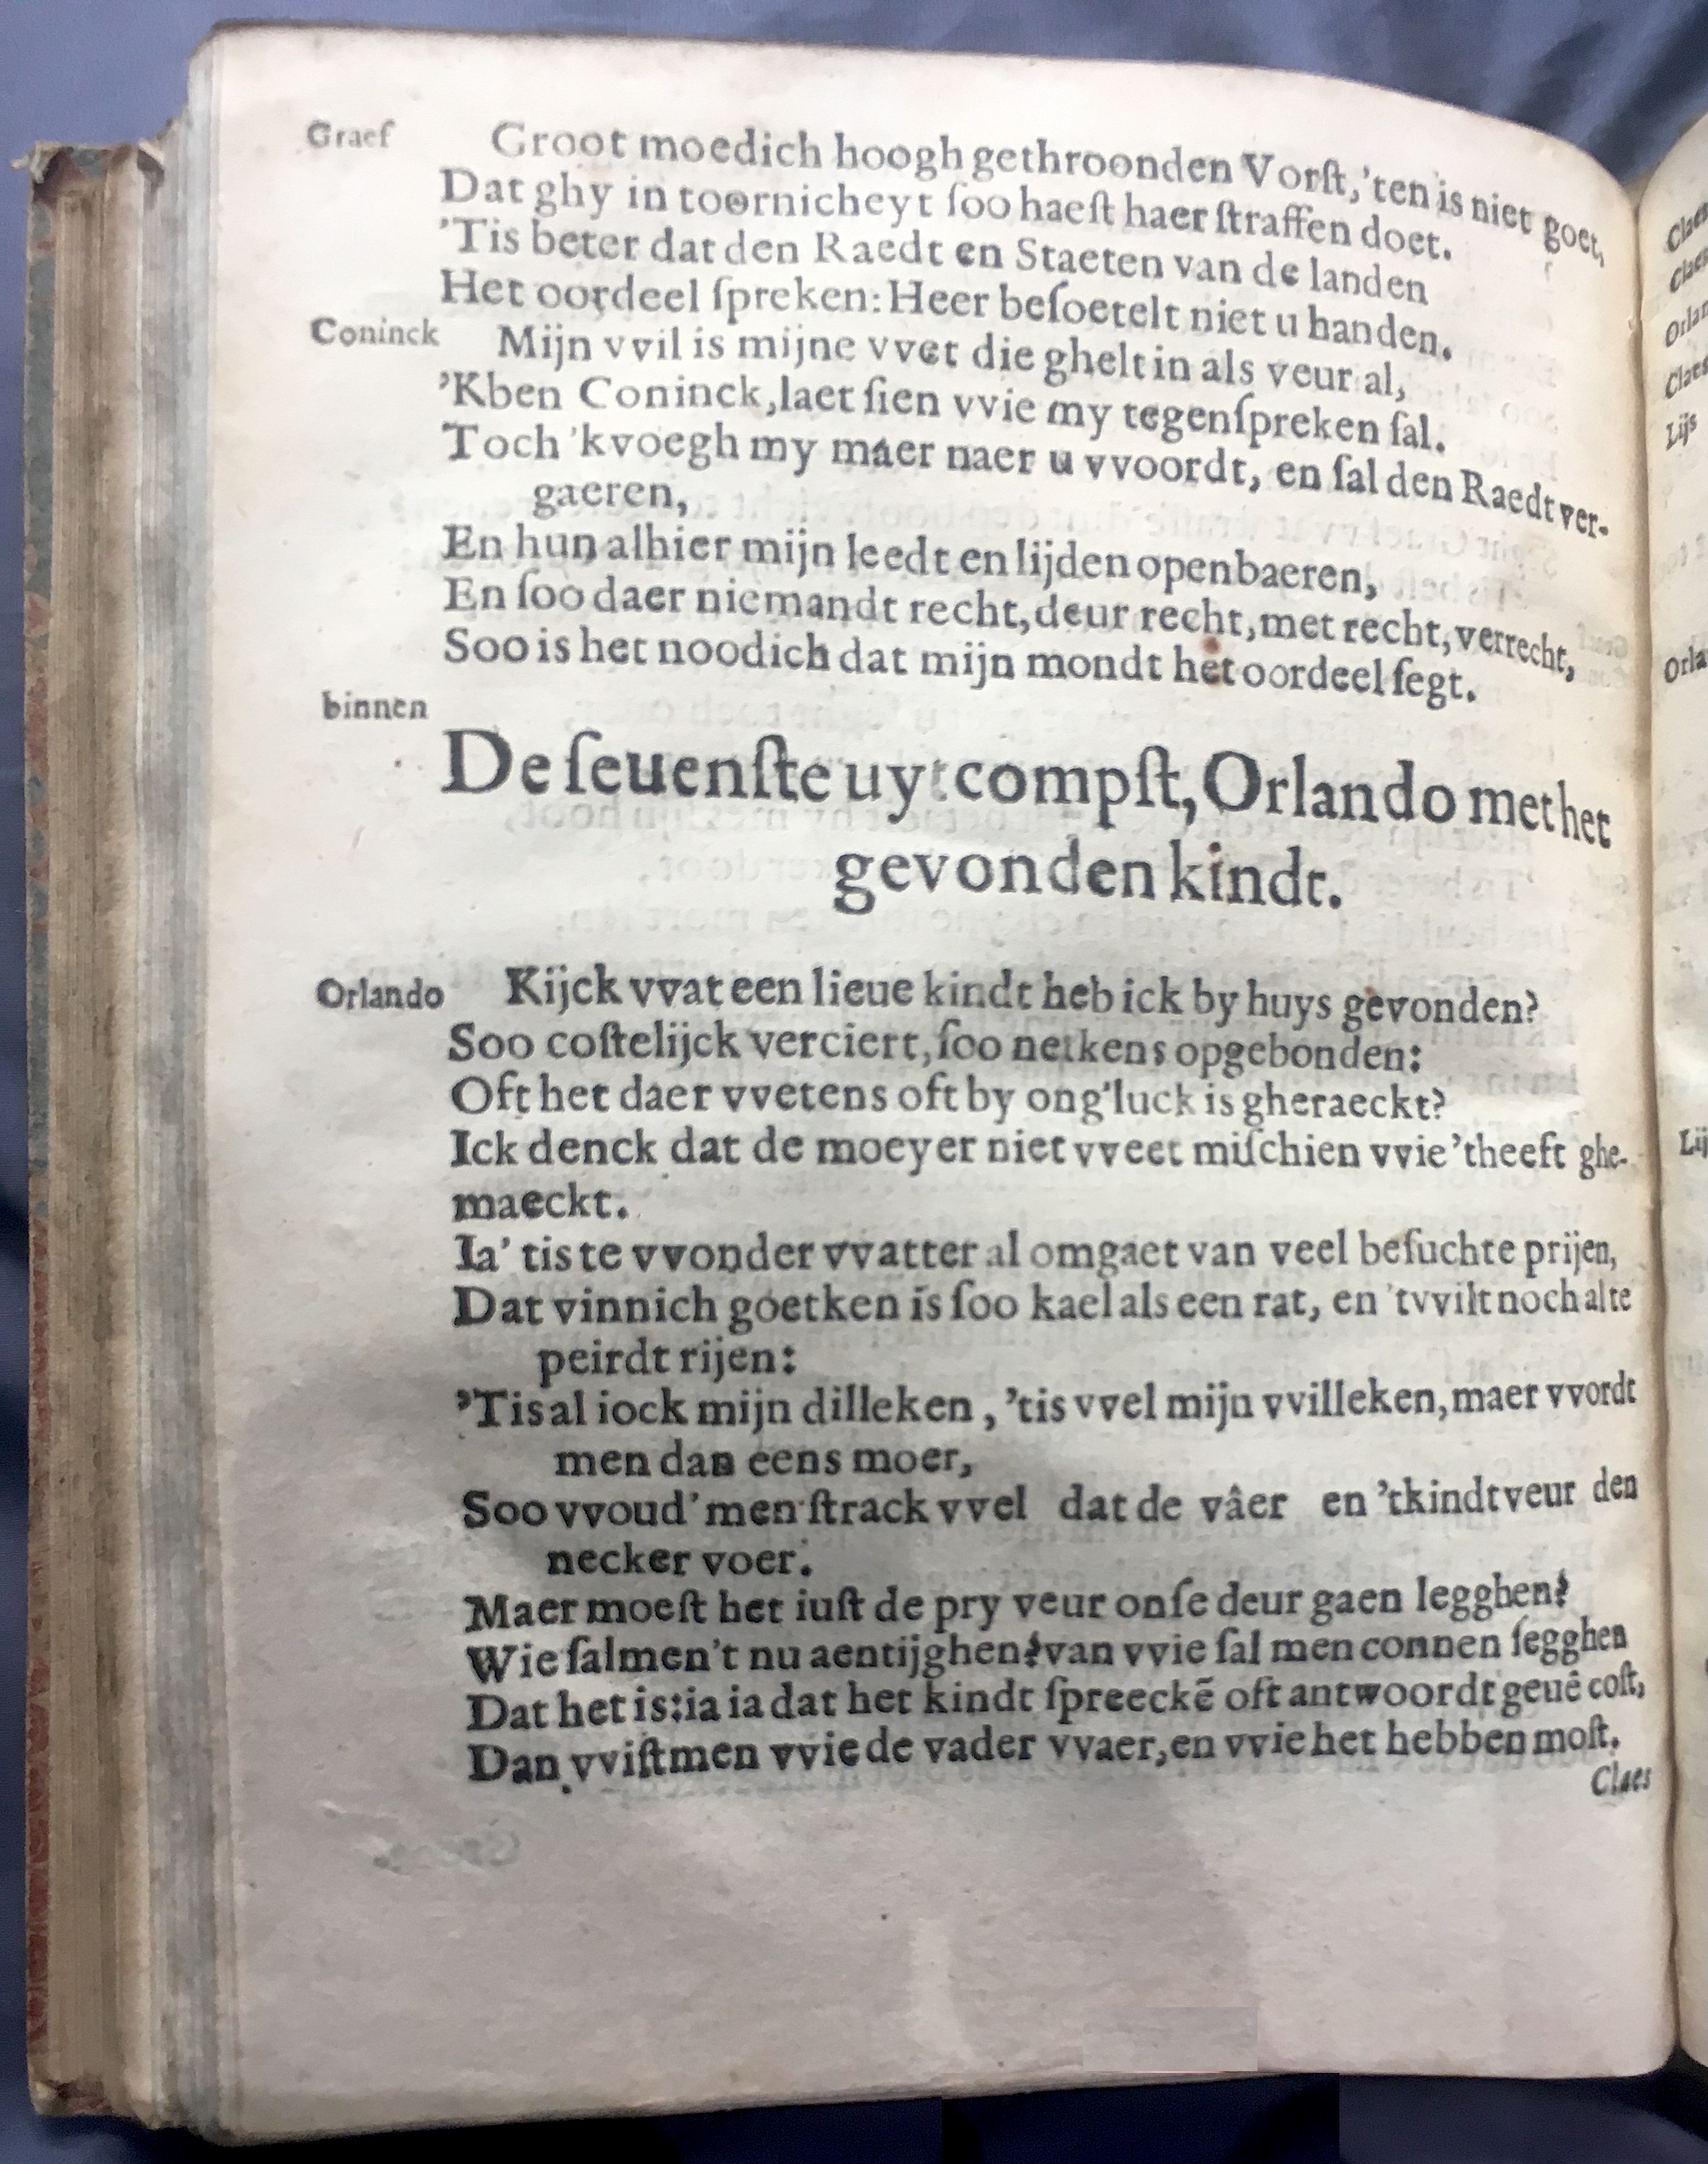 Graef Groot moedich hoogh gethroonden Vorſt,'ten is niet goet,
Dat ghy in toornicheyt ſoo haeſt haer ſtraffen doet.
'Tis beter dat den Raedt en Staeten van de landen
Het oordeel ſpreken: Heer beſoetelt niet u handen.
Coninck Mijn vvil is mijne vvet die ghelt in als veur al,
'Kben Coninck, laet ſien vvie my tegenſpreken ſal.
Toch 'kvoegh my maer naer u vvoordt, en ſal den Raedt ver-
gaeren,
En hun alhier mijn leedt en lijden openbaeren,
En ſoo daer niemandt recht, deur recht, met recht, verrecht,
Soo is het noodich dat mijn mondt het oordeel ſegt.
binnen
De ſeuenſte uytcompſt, Orlando met het
gevonden kindt.
Orlando Kijck vvat een lieue kindt heb ick by huys gevonden?
Soo coſtelijck verciert, ſoo netkens opgebonden:
Oft het daer vvetens oft by ong'luck is gheraeckt?
Ick denck dat de moeyer niet vveet miſchien vvie 'theeft ghe-
maeckt.
Ia' tis te vvonder vvatter al omgaet van veel beſuchte prijen,
Dat vinnich goetken is ſoo kael als een rat, en 'tvvilt noch al te
peirdt rijen:
'Tis al iock mijn dilleken, 'tis vvel mijn vvilleken, maer vvordt
men dan eens moer,
Soo vvoud' men ſtrack vvel dat de vâer en 'tkindt veur den
necker voer.
Maer moeſt het iuſt de pry veur onſe deur gaen legghen?
Wie ſalmen't nu aentijghen? van vvie ſal men connen ſegghen
Dat het is: ia ia dat het kindt ſpreeckē oft antwoordt geuē coſt,
Dan vviſtmen vvie de vader vvaer, en vvie het hebben moſt.
Claes
Orlan
Lijs
Orla
Lij